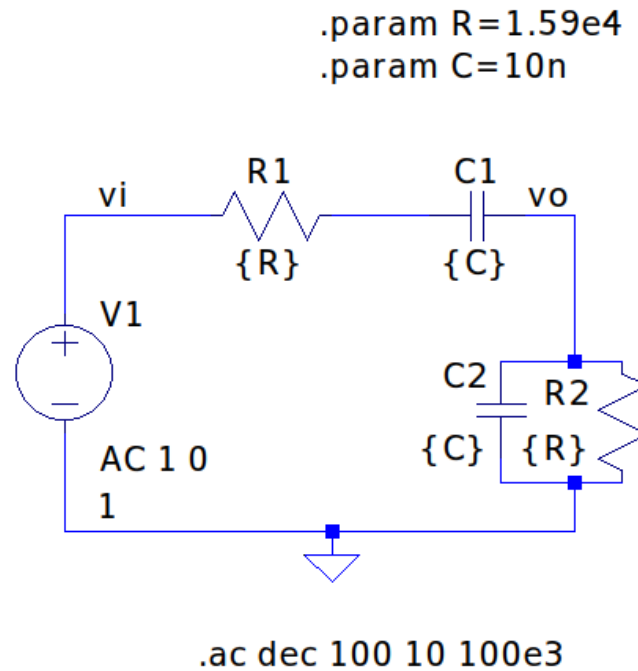 .param R=1.59e4
.param C=10n
R1
C1
vi
vo
{R}
{C}
V1
C2
R2
{C}
{R}
AC 1 0
1
.ac dec 100 10 100e3